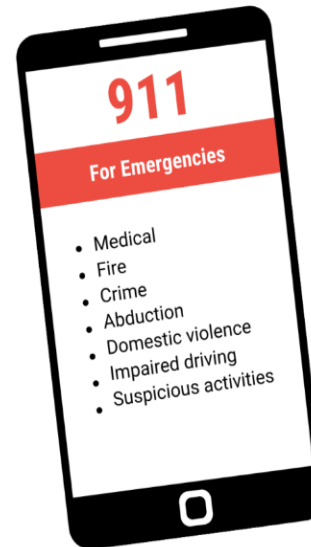 911
For Emergencies
• Medical
• Fire
• Crime
• Abduction
• Domestic violence
• Impaired driving
• Suspicious activities